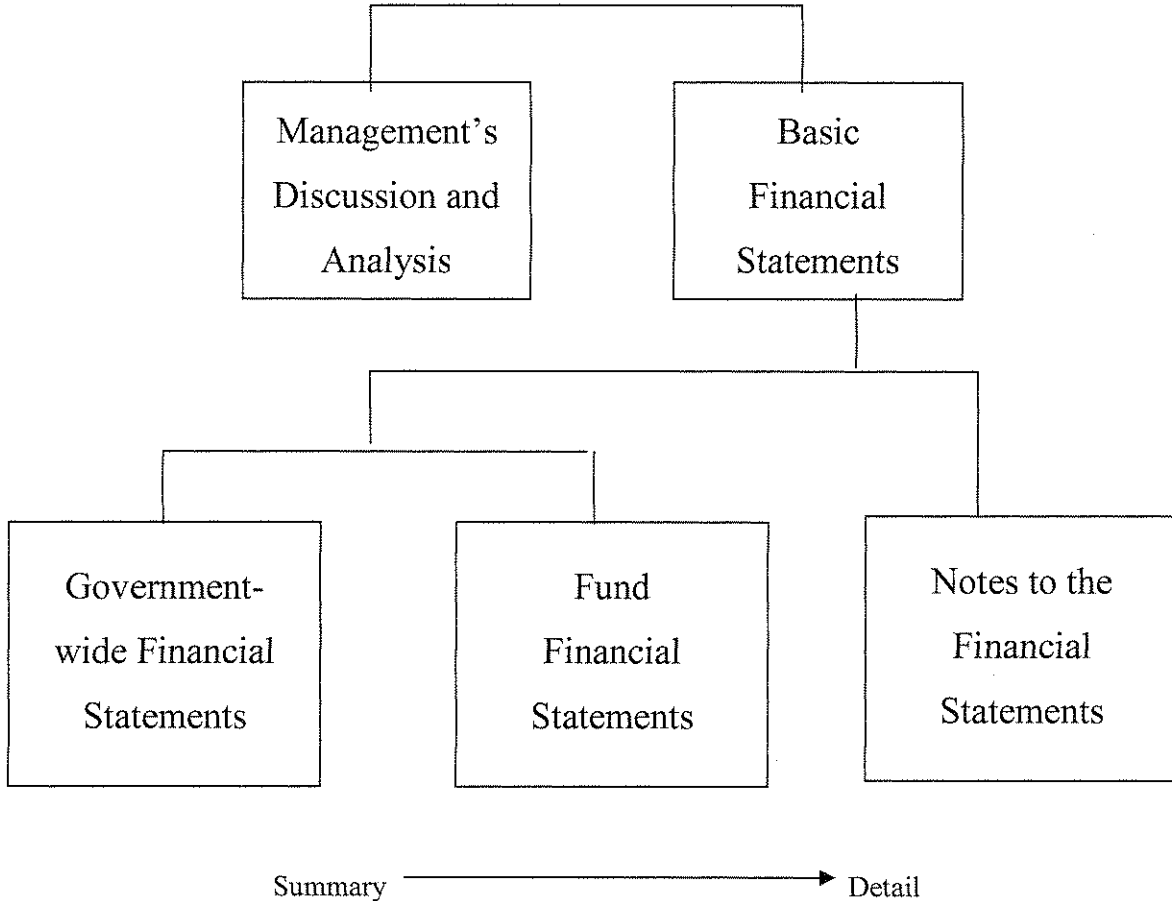 Management’s
Discussion and
Analysis
Basic
Financial
Statements
Government-
wide Financial
Statements
Fund
Financial
Statements
Notes to the
Financial
Statements
Summary
Detail